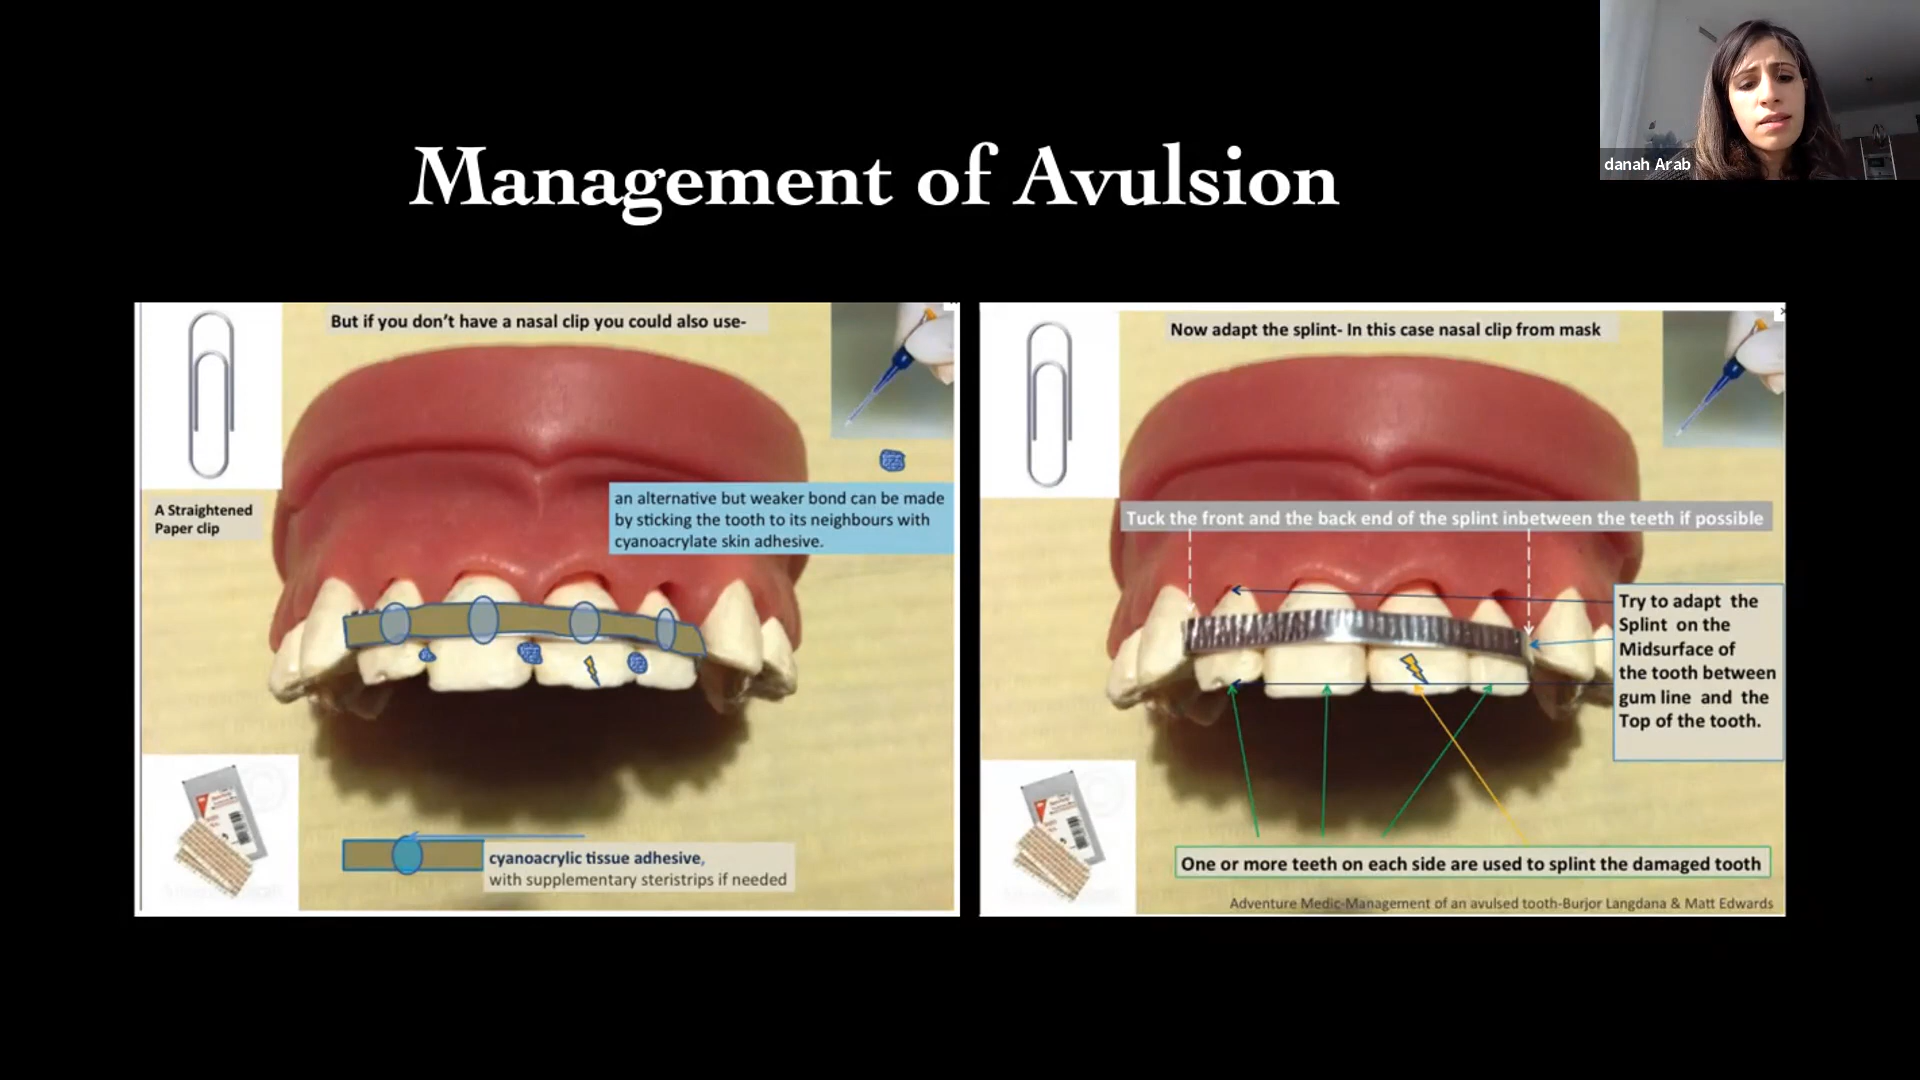 danah Arab
Management of Avulsion
But if you don't have a nasal clip you could also use-
A Straightened
Paper clip
an alternative but weaker bond can be made
by sticking the tooth to its neighbours with
cyanoacrylate skin adhesive.
cyanoacrylic tissue adhesive,
with supplementary steristrips if needed
Now adapt the splint- In this case nasal clip from mask
Tuck the front and the back end of the splint inbetween the teeth if possible
Try to adapt the
Splint on the
Midsurface of
the tooth between
gum line and the
Top of the tooth.
One or more teeth on each side are used to splint the damaged tooth
Adventure Medic-Management of an avulsed tooth-Burjor Langdana & Matt Edwards